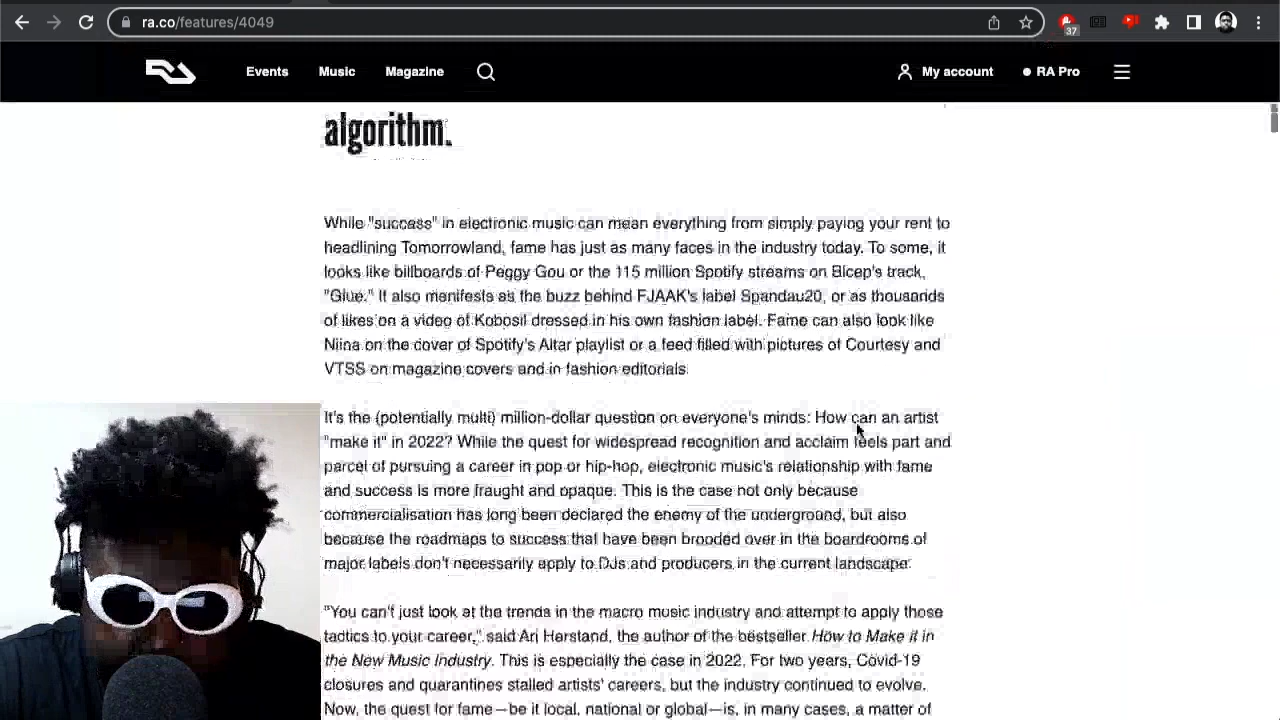 ra.co/features/4049
37
Events
Music
Magazine
My account
RA Pro
algorithm.
While "success" in electronic music can mean everything from simply paying your rent to
headlining Tomorrowland, fame has just as many faces in the industry today. To some, it
looks like billboards of Peggy Gou or the 115 million Spotify streams on Bicep's track,
"Glue." It also manifests as the buzz behind FJAAK's label Spandau20, or as thousands
of likes on a video of Kobosil dressed in his own fashion label. Fame can also look like
Niina on the cover of Spotify's Altar playlist or a feed filled with pictures of Courtesy and
VTSS on magazine covers and in fashion editorials.
It's the (potentially multi) million-dollar question on everyone's minds: How can an artist
"make it" in 2022? While the quest for widespread recognition and acclaim feels part and
parcel of pursuing a career in pop or hip-hop, electronic music's relationship with fame
and success is more fraught and opaque. This is the case not only because
commercialisation has long been declared the enemy of the underground, but also
because the roadmaps to success that have been brooded over in the boardrooms of
major labels don't necessarily apply to DJs and producers in the current landscape.
"You can't just look at the trends in the macro music industry and attempt to apply those
tactics to your career," said Ari Herstand, the author of the bestseller How to Make it in
the New Music Industry. This is especially the case in 2022. For two years, Covid-19
closures and quarantines stalled artists' careers, but the industry continued to evolve.
Now, the quest for fame—be it local, national or global—is, in many cases, a matter of